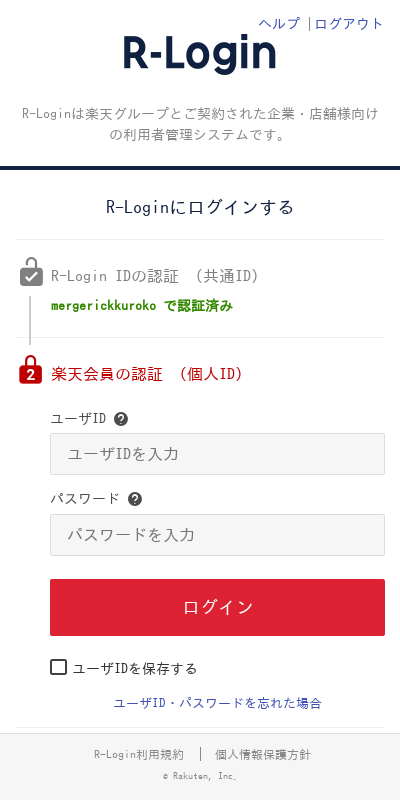 ヘルプ | ログアウト
R-Login
R-Loginは楽天グループとご契約された企業・店舗様向け
の利用者管理システムです。
R-Loginにログインする
R-Login IDの認証 （共通ID）
mergerickkuroko で認証済み
2 楽天会員の認証 （個人ID）
ユーザID ?
ユーザIDを入力
パスワード ?
パスワードを入力
ログイン
ユーザIDを保存する
ユーザID・パスワードを忘れた場合
R-Login利用規約 | 個人情報保護方針
© Rakuten, Inc.